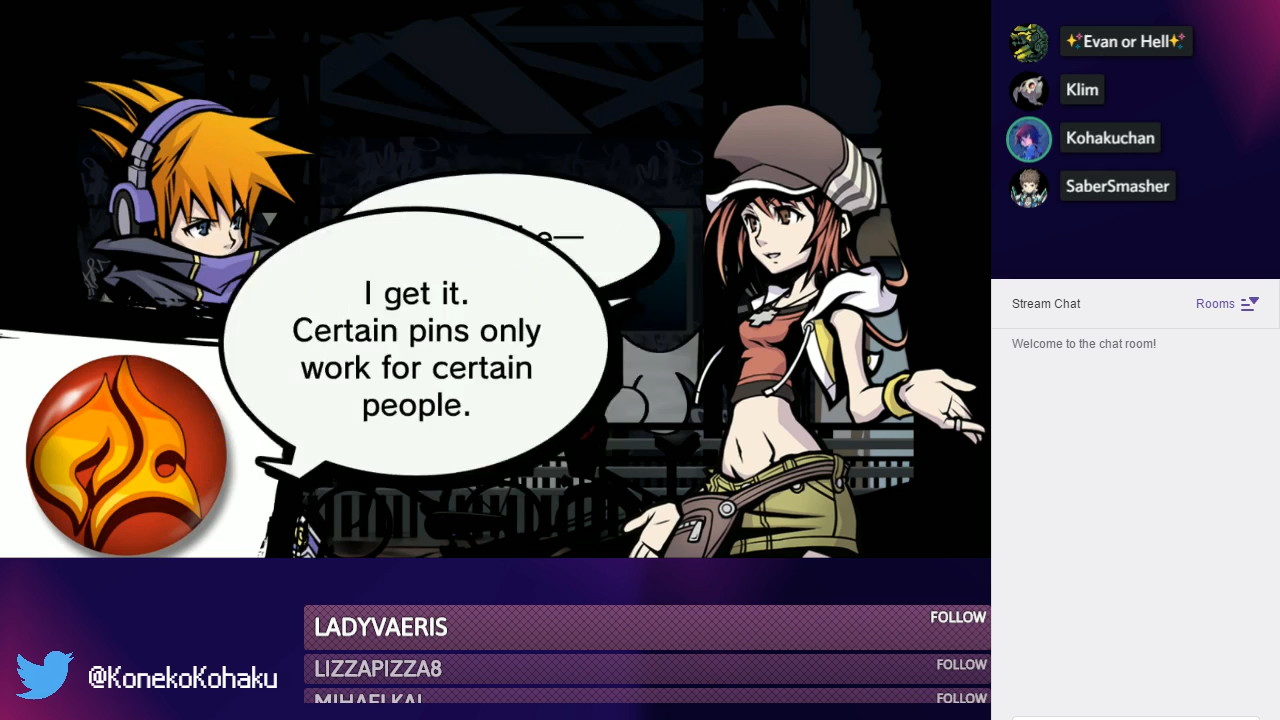 I get it.
Certain pins only
work for certain
people.
✨Evan or Hell✨
Klim
Kohakuchan
SaberSmasher
Stream Chat
Rooms
Welcome to the chat room!
LADYVAERIS
FOLLOW
LIZZAPIZZA8
FOLLOW
MIHAELKAL
FOLLOW
@KonekoKohaku